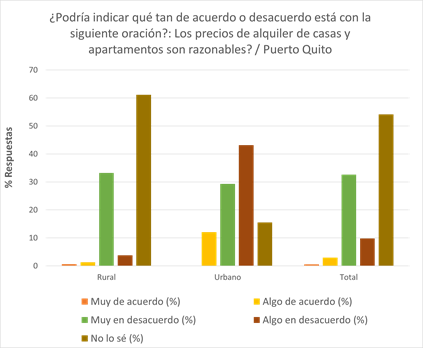 ¿Podría indicar qué tan de acuerdo o desacuerdo está con la
siguiente oración?: Los precios de alquiler de casas y
apartamentos son razonables? / Puerto Quito
% Respuestas
70
60
50
40
30
20
10
0
Rural
Urbano
Total
Muy de acuerdo (%)
Algo de acuerdo (%)
Muy en desacuerdo (%)
Algo en desacuerdo (%)
No lo sé (%)